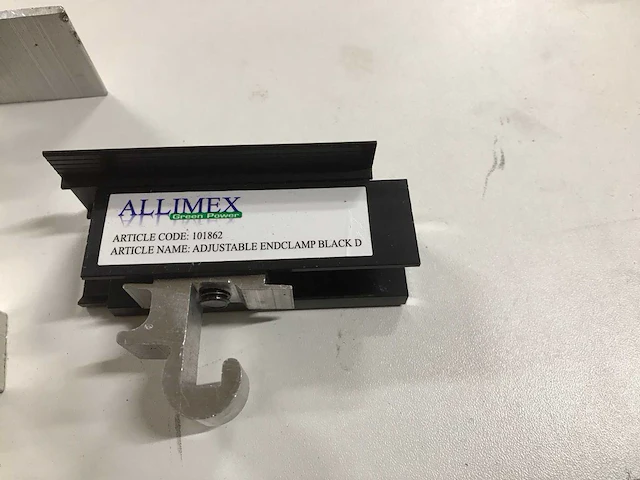 ALLIMEX
Green Power
ARTICLE CODE: 101862
ARTICLE NAME: ADJUSTABLE ENDCLAMP BLACK D